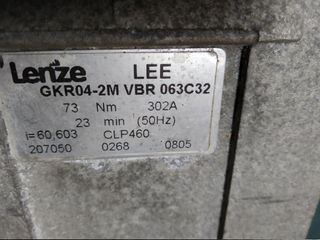 Lenze LEE
GKR04-2M VBR 063C32
73 Nm 302A
23 min (50Hz)
i=60,603 CLP460
207050 0268 0805